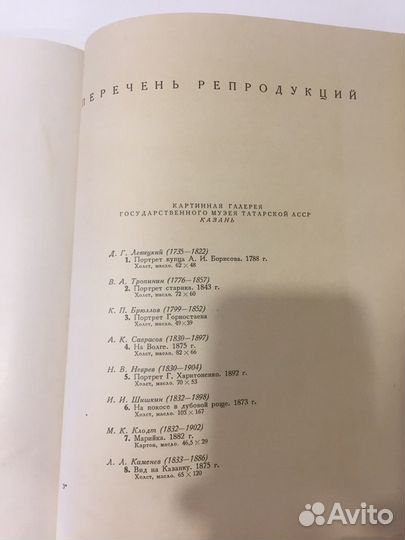 ПЕРЕЧЕНЬ РЕПРОДУКЦИЙ
КАРТИННАЯ ГАЛЕРЕЯ
ГОСУДАРСТВЕННОГО МУЗЕЯ ТАТАРСКОЙ АССР
КАЗАНЬ
Д. Г. Левицкий (1735—1822)
1. Портрет купца А. И. Борисова. 1788 г.
Холст, масло. 62 × 48
В. А. Тропинин (1776—1857)
2. Портрет старика. 1843 г.
Холст, масло. 72 × 60
К. П. Брюллов (1799—1852)
3. Портрет Горностаева
Холст, масло. 49×39
А. К. Саврасов (1830—1897)
4. На Волге. 1875 г.
Холст, масло. 82 × 66
Н. В. Неврев (1830—1904)
5. Портрет Г. Харитоненко. 1892 г.
Холст, масло. 70 × 53
И. И. Шишкин (1832—1898)
6. На покосе в дубовой роще. 1873 г.
Холст, масло. 103 × 167
М. К. Клодт (1832—1902)
7. Марийка. 1882 г.
Картон, масло. 46,5 × 29
Л. Л. Каменев (1833—1886)
8. Вид на Казанку. 1875 г.
Холст, масло. 65 × 120
3*
Avito